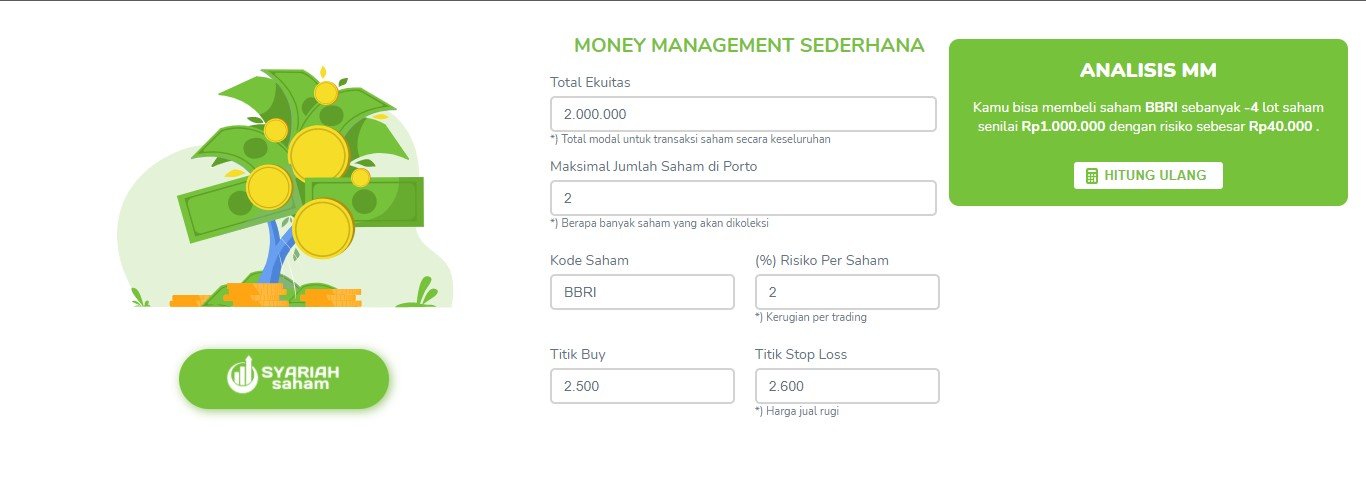 MONEY MANAGEMENT SEDERHANA
Total Ekuitas
2.000.000
*) Total modal untuk transaksi saham secara keseluruhan
Maksimal Jumlah Saham di Porto
2
*) Berapa banyak saham yang akan dikoleksi
Kode Saham
(%) Risiko Per Saham
BBRI
2
*) Kerugian per trading
Titik Buy
Titik Stop Loss
2.500
2.600
*) Harga jual rugi
ANALISIS MM
Kamu bisa membeli saham BBRI sebanyak -4 lot saham
senilai Rp1.000.000 dengan risiko sebesar Rp40.000 .
HITUNG ULANG
SYARIAH
saham